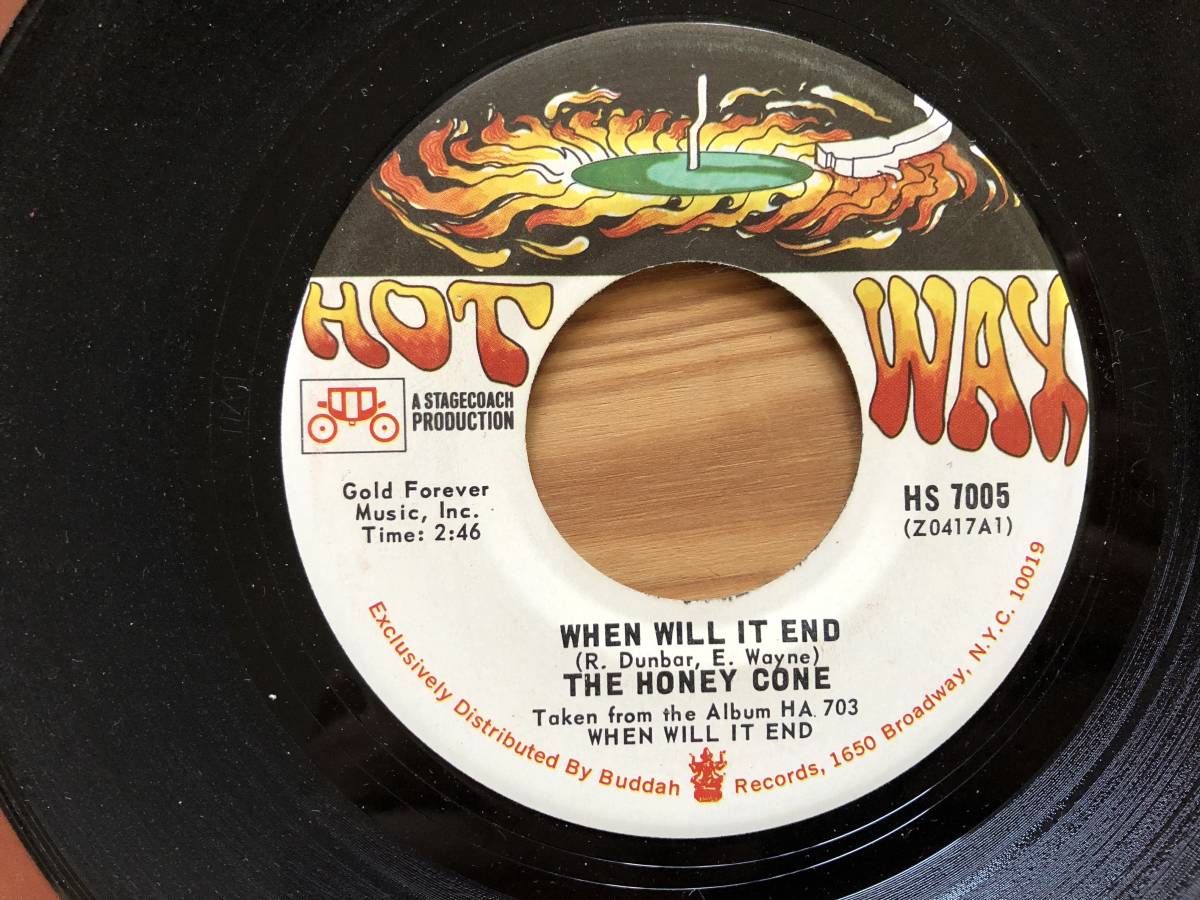 HOT WAX
A STAGECOACH
PRODUCTION
Gold Forever
Music, Inc.
Time: 2:46
HS 7005
(Z0417A1)
WHEN WILL IT END
(R. Dunbar, E. Wayne)
THE HONEY CONE
Taken from the Album HA 703
WHEN WILL IT END
Exclusively Distributed By Buddah Records, 1650 Broadway, N.Y.C. 10019